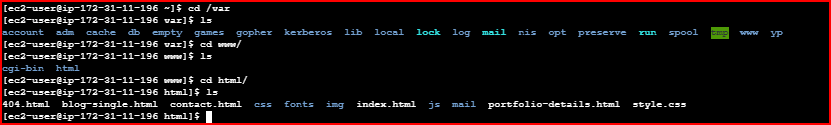 [ec2-user@ip-172-31-11-196 ~]$ cd /var
[ec2-user@ip-172-31-11-196 var]$ ls
account  adm  cache  db  empty  games  gopher  kerberos  lib  local  lock  log  mail  nis  opt  preserve  run  spool  tmp  www  yp
[ec2-user@ip-172-31-11-196 var]$ cd www/
[ec2-user@ip-172-31-11-196 www]$ ls
cgi-bin  html
[ec2-user@ip-172-31-11-196 www]$ cd html/
[ec2-user@ip-172-31-11-196 html]$ ls
404.html  blog-single.html  contact.html  css  fonts  img  index.html  js  mail  portfolio-details.html  style.css
[ec2-user@ip-172-31-11-196 html]$